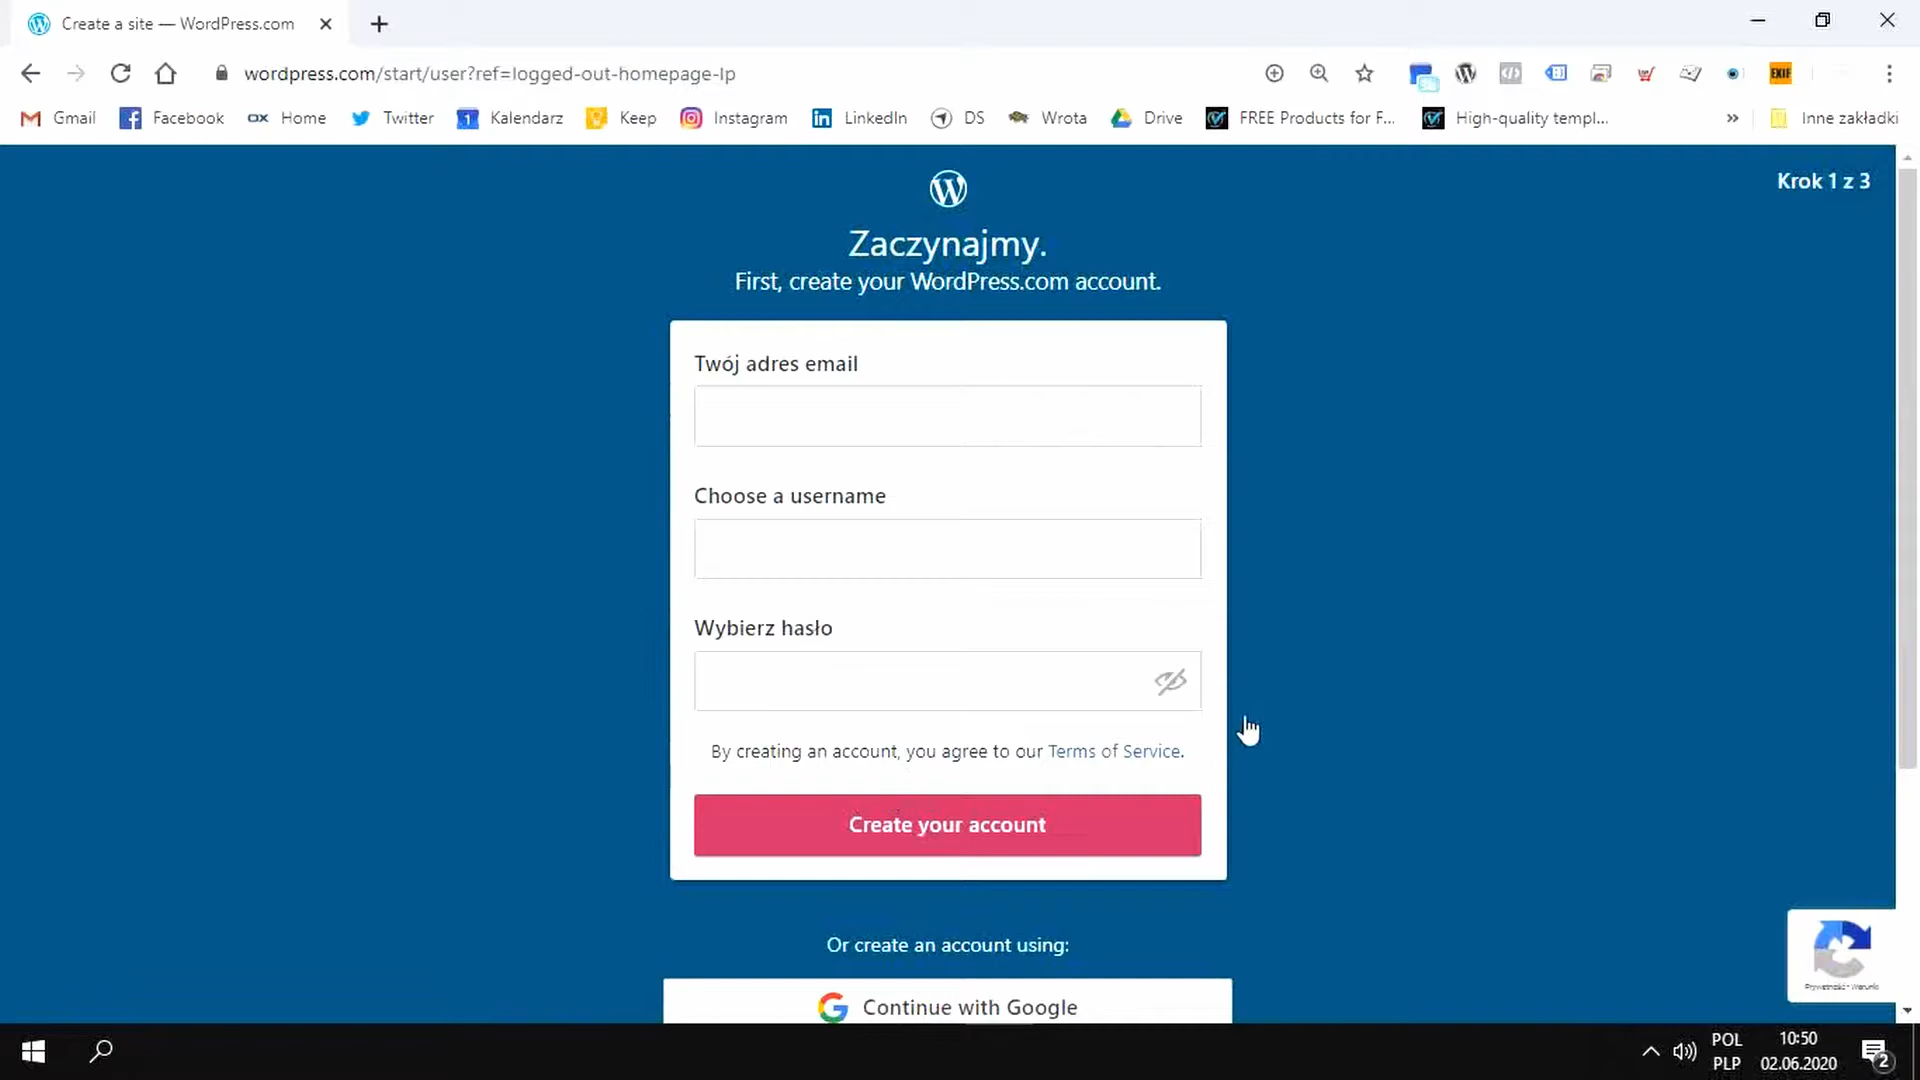 Create a site — WordPress.com
wordpress.com/start/user?ref=logged-out-homepage-lp
Gmail Facebook Home Twitter Kalendarz Keep Instagram LinkedIn DS Wrota Drive FREE Products for F... High-quality templ... » Inne zakładki
Krok 1 z 3
Zaczynajmy.
First, create your WordPress.com account.
Twój adres email
Choose a username
Wybierz hasło
By creating an account, you agree to our Terms of Service.
Create your account
Or create an account using:
Continue with Google
Prywatność • Warunki
POL 10:50
PLP 02.06.2020 2